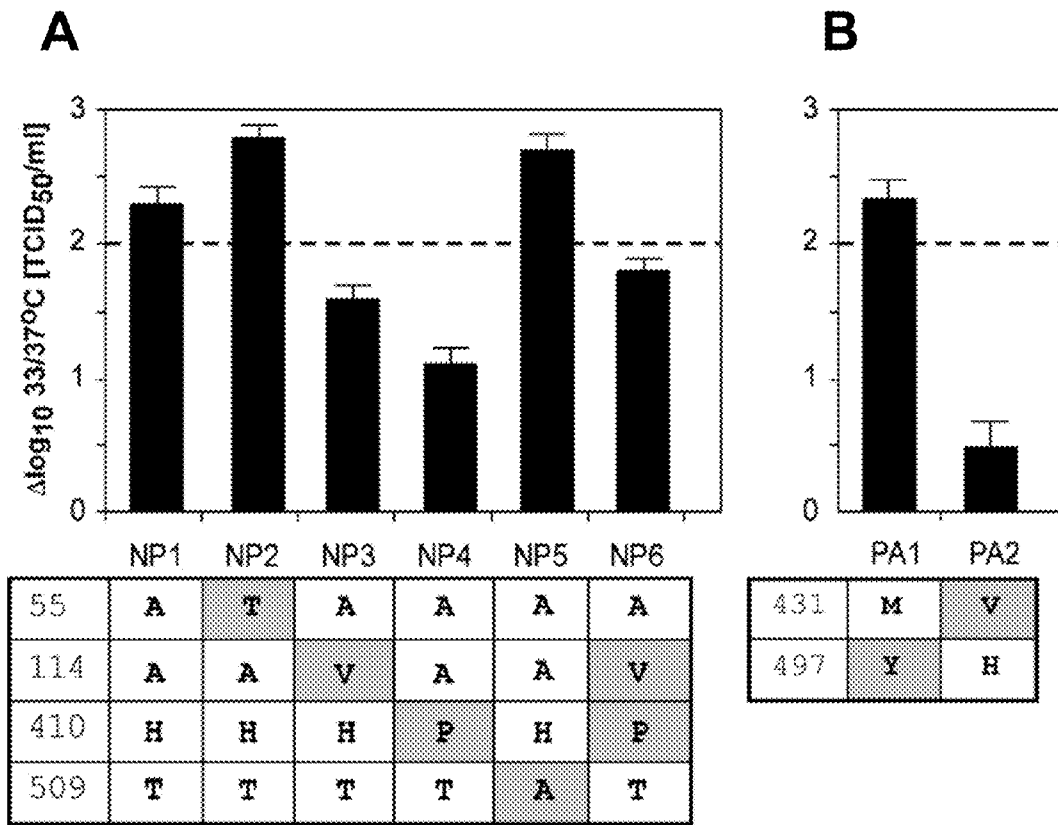 A
B
Δlog10 33/37ºC [TCID50/ml]
3
2
1
0
3
2
1
0
NP1 NP2 NP3 NP4 NP5 NP6
PA1 PA2
55 A T A A A A
114 A A V A A V
410 H H H P H P
509 T T T T A T
431 M V
497 Y H